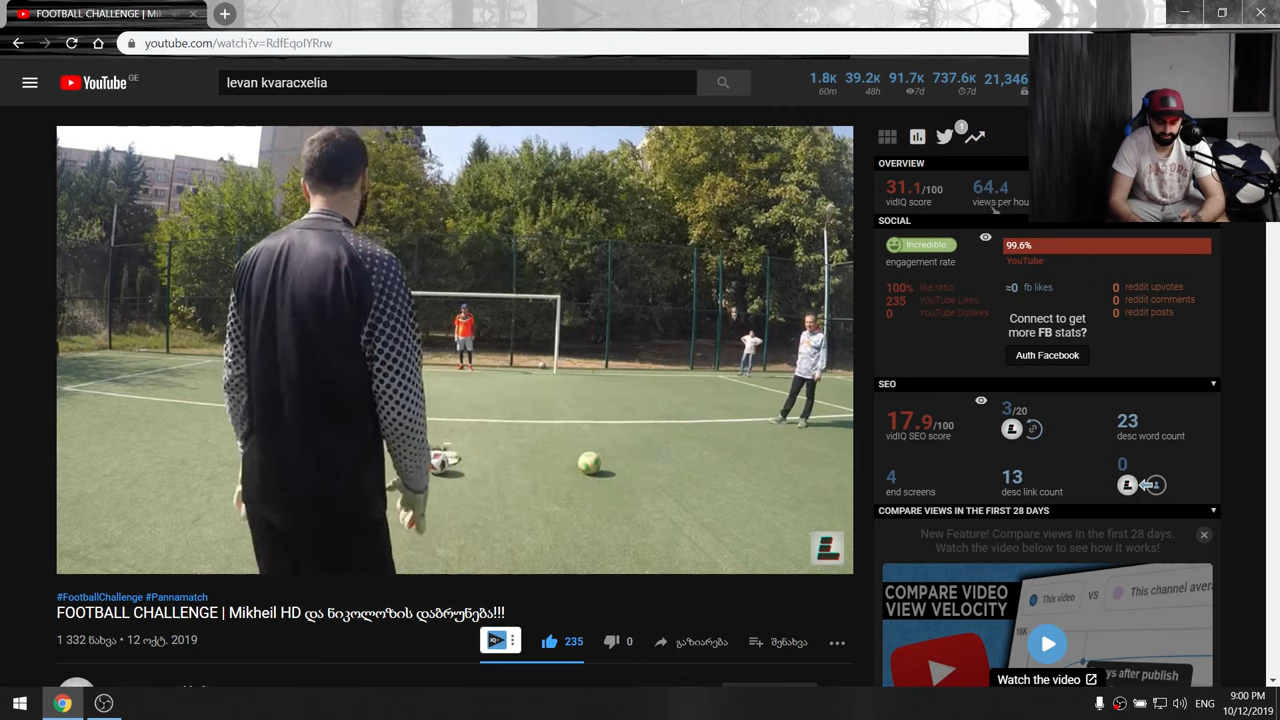 FOOTBALL CHALLENGE | Mi
youtube.com/watch?v=RdfEqoIYRrw
YouTube GE
levan kvaracxelia
1.8K 39.2K 91.7K 737.6K 21,346
60m 48h 7d 7d
1
OVERVIEW
31.1/100 64.4
vidIQ score views per hou
SOCIAL
Incredible 99.6%
engagement rate YouTube
100% like ratio ≈0 fb likes 0 reddit upvotes
235 YouTube Likes 0 reddit comments
0 YouTube Dislikes 0 reddit posts
Connect to get
more FB stats?
Auth Facebook
SEO
17.9/100 3/20 23
vidIQ SEO score desc word count
4 13 0
end screens desc link count
COMPARE VIEWS IN THE FIRST 28 DAYS
New Feature! Compare views in the first 28 days.
Watch the video below to see how it works!
COMPARE VIDEO
VIEW VELOCITY
This video VS This channel avera
16K
ays after publish
Watch the video
#FootballChallenge #Pannamatch
FOOTBALL CHALLENGE | Mikheil HD და ნიკოლოზის დაბრუნება!!!
1 332 ნახვა • 12 ოქტ. 2019
IQ 235 0 გაზიარება შენახვა
ENG
9:00 PM
10/12/2019